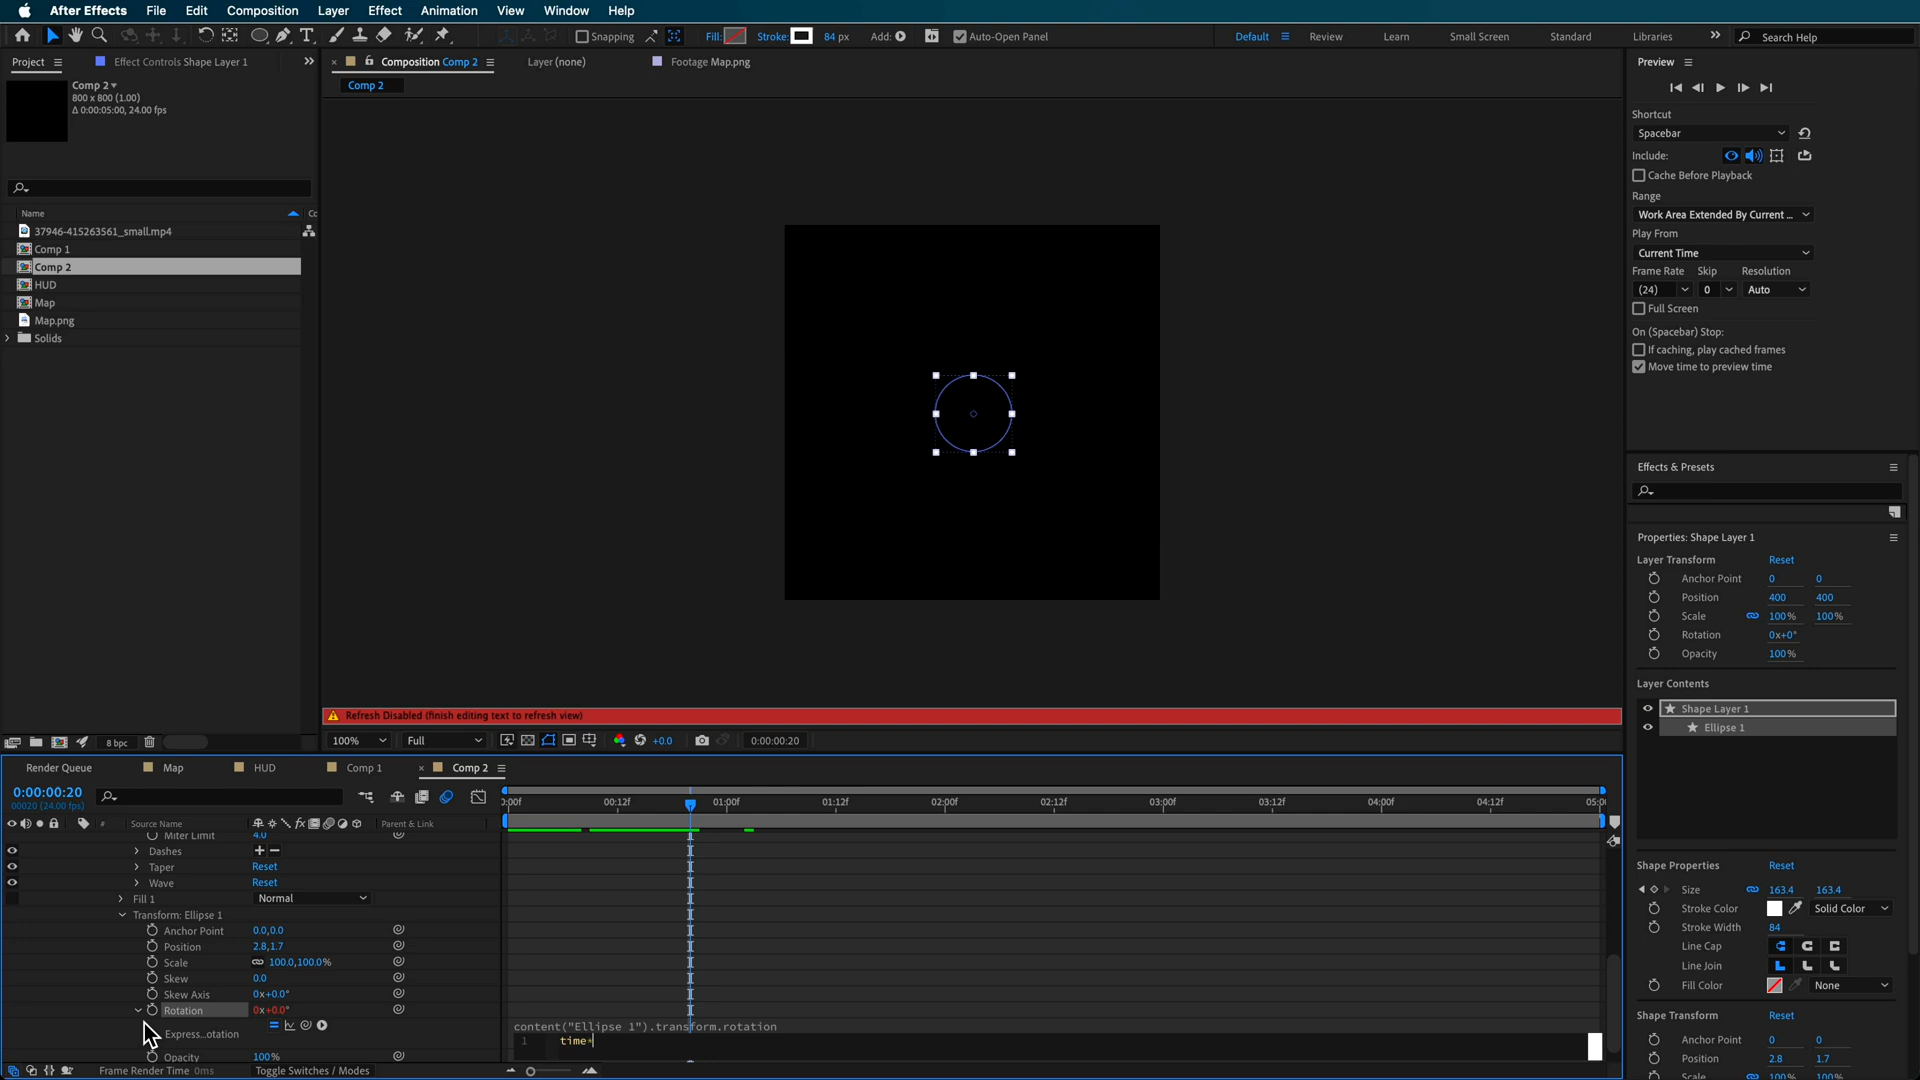 After Effects File Edit Composition Layer Effect Animation View Window Help
Snapping Fill: Stroke: 84 px Add: Auto-Open Panel Default Review Learn Small Screen Standard Libraries Search Help
Project Effect Controls Shape Layer 1
Composition Comp 2 Layer (none) Footage Map.png
Comp 2
Comp 2
800 x 800 (1.00)
Δ 0:00:05:00, 24.00 fps
Name Co
37946-415263561_small.mp4
Comp 1
Comp 2
HUD
Map
Map.png
Solids
8 bpc
Refresh Disabled (finish editing text to refresh view)
100% Full +0.0 0:00:00:20
Preview
Shortcut
Spacebar
Include:
Cache Before Playback
Range
Work Area Extended By Current ...
Play From
Current Time
Frame Rate Skip Resolution
(24) 0 Auto
Full Screen
On (Spacebar) Stop:
If caching, play cached frames
Move time to preview time
Effects & Presets
Properties: Shape Layer 1
Layer Transform Reset
Anchor Point 0 0
Position 400 400
Scale 100% 100%
Rotation 0x+0°
Opacity 100%
Layer Contents
Shape Layer 1
Ellipse 1
Shape Properties Reset
Size 163.4 163.4
Stroke Color Solid Color
Stroke Width 84
Line Cap
Line Join
Fill Color None
Shape Transform Reset
Anchor Point 0 0
Position 2.8 1.7
Scale 100% 100%
Render Queue Map HUD Comp 1 Comp 2
0:00:00:20
00020 (24.00 fps)
:00f 00:12f 01:00f 01:12f 02:00f 02:12f 03:00f 03:12f 04:00f 04:12f 05:00
# Source Name Parent & Link
Miter Limit 4.0
Dashes
Taper Reset
Wave Reset
Fill 1 Normal
Transform: Ellipse 1
Anchor Point 0.0,0.0
Position 2.8,1.7
Scale 100.0,100.0%
Skew 0.0
Skew Axis 0x+0.0°
Rotation 0x+0.0°
Express...otation
content("Ellipse 1").transform.rotation
1 time*
Opacity 100%
Frame Render Time 0ms Toggle Switches / Modes